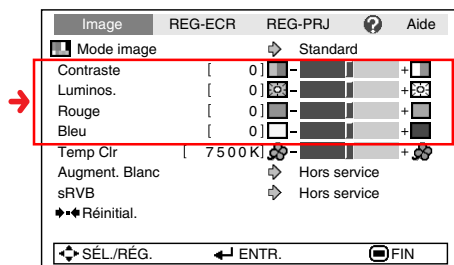 Image REG-ECR REG-PRJ ? Aide
Mode image Standard
Contraste [ 0] - +
Luminos. [ 0] - +
Rouge [ 0] - +
Bleu [ 0] - +
Temp Clr [ 7500K] - +
Augment. Blanc Hors service
sRVB Hors service
Réinitial.
SÉL./RÉG. ENTR. FIN